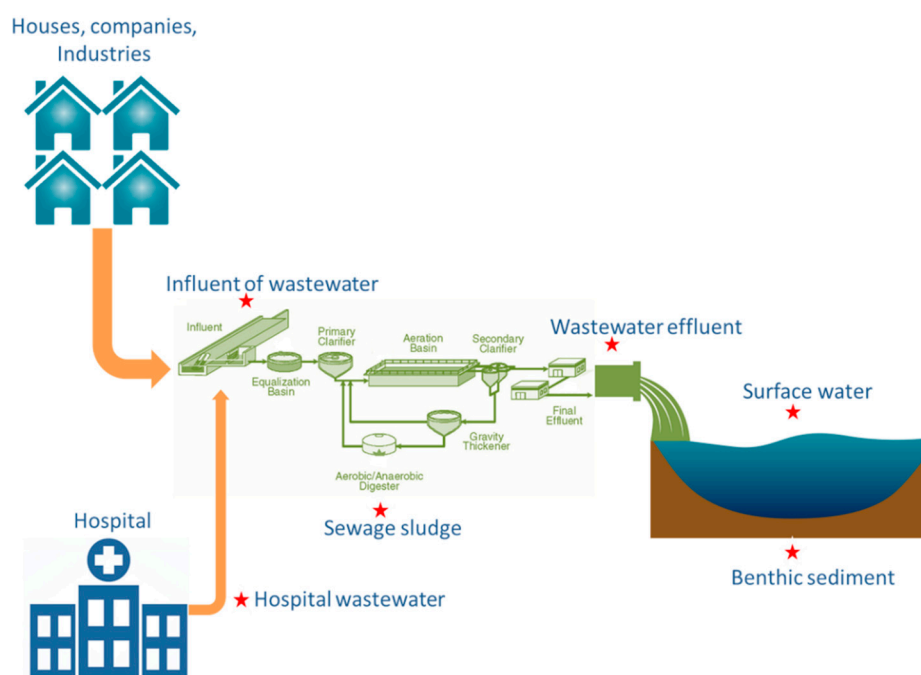 Houses, companies,
Industries
Influent of wastewater
Influent
Primary
Clarifier
Equalization
Basin
Aeration
Basin
Secondary
Clarifier
Wastewater effluent
Final
Effluent
Gravity
Thickener
Aerobic/Anaerobic
Digester
Sewage sludge
Surface water
Benthic sediment
Hospital
Hospital wastewater